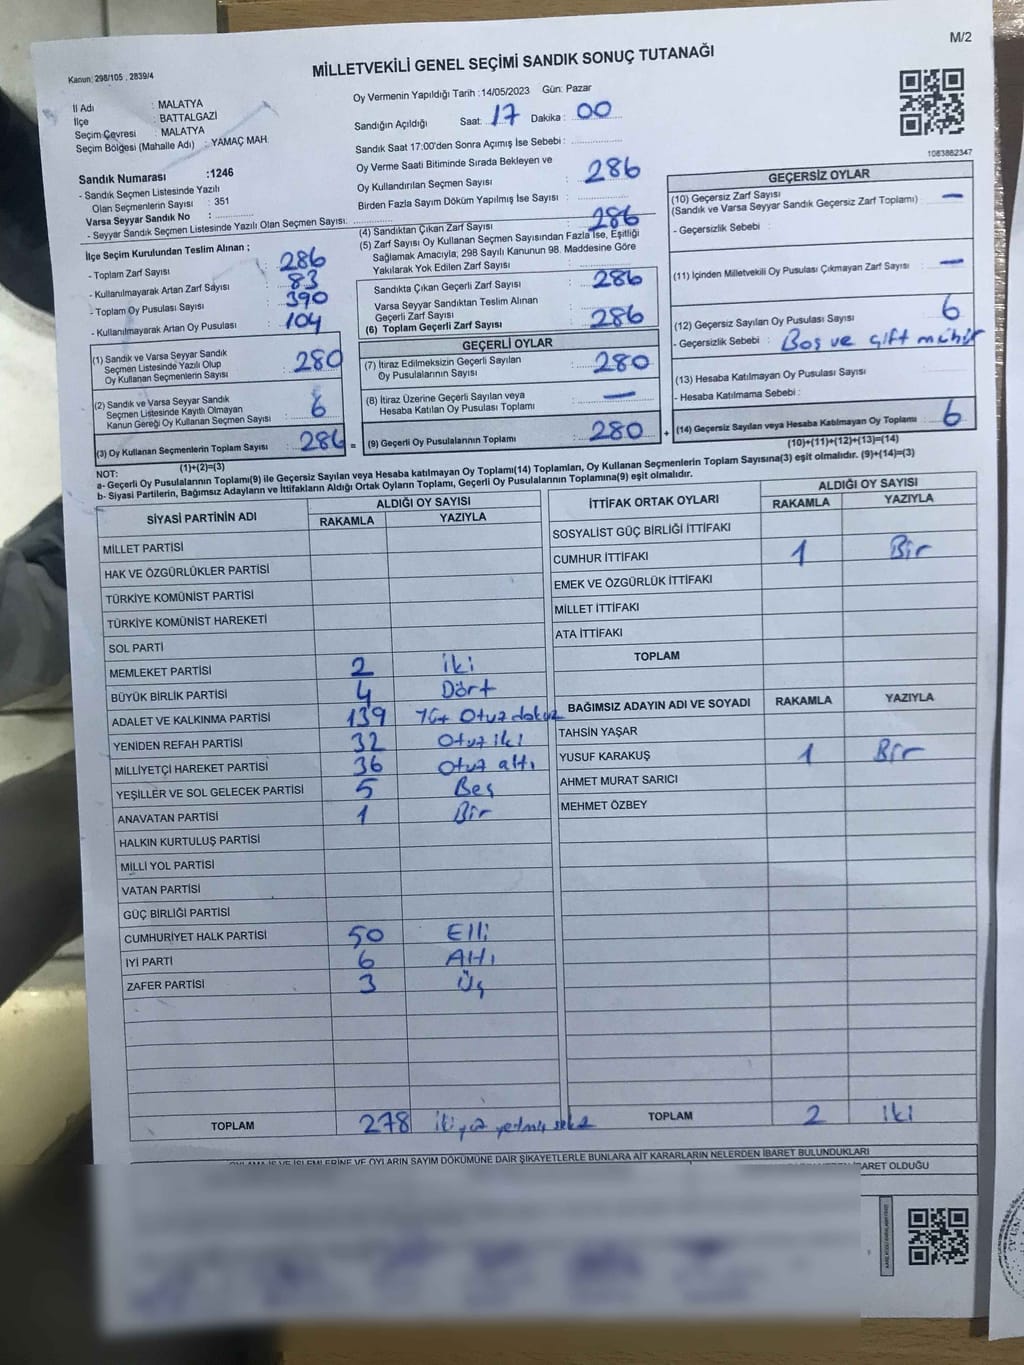 M/2
Kanun: 298/105 , 2839/4
MİLLETVEKİLİ GENEL SEÇİMİ SANDIK SONUÇ TUTANAĞI
İl Adı : MALATYA
İlçe : BATTALGAZİ
Seçim Çevresi : MALATYA
Seçim Bölgesi (Mahalle Adı) : YAMAÇ MAH.
Sandık Numarası :1246
- Sandık Seçmen Listesinde Yazılı
Olan Seçmenlerin Sayısı : 351
Varsa Seyyar Sandık No :
- Seyyar Sandık Seçmen Listesinde Yazılı Olan Seçmen Sayısı:
İlçe Seçim Kurulundan Teslim Alınan ;
- Toplam Zarf Sayısı : 286
- Kullanılmayarak Artan Zarf Sayısı : 83
- Toplam Oy Pusulası Sayısı : 390
- Kullanılmayarak Artan Oy Pusulası : 104
(1) Sandık ve Varsa Seyyar Sandık
Seçmen Listesinde Yazılı Olup
Oy Kullanan Seçmenlerin Sayısı : 280
(2) Sandık ve Varsa Seyyar Sandık
Seçmen Listesinde Kayıtlı Olmayan
Kanun Gereği Oy Kullanan Seçmen Sayısı : 6
(3) Oy Kullanan Seçmenlerin Toplam Sayısı : 286 =
(1)+(2)=(3)
Oy Vermenin Yapıldığı Tarih :14/05/2023 Gün: Pazar
Sandığın Açıldığı Saat: 17 Dakika : 00
Sandık Saat 17:00'den Sonra Açımış İse Sebebi :
Oy Verme Saati Bitiminde Sırada Bekleyen ve
Oy Kullandırılan Seçmen Sayısı : 286
Birden Fazla Sayım Döküm Yapılmış İse Sayısı :
(4) Sandıktan Çıkan Zarf Sayısı : 286
(5) Zarf Sayısı Oy Kullanan Seçmen Sayısından Fazla İse, Eşitliği
Sağlamak Amacıyla; 298 Sayılı Kanunun 98. Maddesine Göre
Yakılarak Yok Edilen Zarf Sayısı :
Sandıkta Çıkan Geçerli Zarf Sayısı : 286
Varsa Seyyar Sandıktan Teslim Alınan
Geçerli Zarf Sayısı :
(6) Toplam Geçerli Zarf Sayısı : 286
GEÇERLİ OYLAR
(7) İtiraz Edilmeksizin Geçerli Sayılan
Oy Pusulalarının Sayısı : 280
(8) İtiraz Üzerine Geçerli Sayılan veya
Hesaba Katılan Oy Pusulası Toplamı : —
(9) Geçerli Oy Pusulalarının Toplamı : 280 +
1083862347
GEÇERSİZ OYLAR
(10) Geçersiz Zarf Sayısı : —
(Sandık ve Varsa Seyyar Sandık Geçersiz Zarf Toplamı)
- Geçersizlik Sebebi :
(11) İçinden Milletvekili Oy Pusulası Çıkmayan Zarf Sayısı : —
(12) Geçersiz Sayılan Oy Pusulası Sayısı : 6
- Geçersizlik Sebebi : Boş ve çift mühür
(13) Hesaba Katılmayan Oy Pusulası Sayısı :
- Hesaba Katılmama Sebebi :
(14) Geçersiz Sayılan veya Hesaba Katılmayan Oy Toplamı : 6
(10)+(11)+(12)+(13)=(14)
NOT:
a- Geçerli Oy Pusulalarının Toplamı(9) ile Geçersiz Sayılan veya Hesaba katılmayan Oy Toplamı(14) Toplamları, Oy Kullanan Seçmenlerin Toplam Sayısına(3) eşit olmalıdır. (9)+(14)=(3)
b- Siyasi Partilerin, Bağımsız Adayların ve İttifakların Aldığı Ortak Oyların Toplamı, Geçerli Oy Pusulalarının Toplamına(9) eşit olmalıdır.
SİYASİ PARTİNİN ADI ALDIĞI OY SAYISI
RAKAMLA YAZIYLA
MİLLET PARTİSİ
HAK VE ÖZGÜRLÜKLER PARTİSİ
TÜRKİYE KOMÜNİST PARTİSİ
TÜRKİYE KOMÜNİST HAREKETİ
SOL PARTİ
MEMLEKET PARTİSİ 2 iki
BÜYÜK BİRLİK PARTİSİ 4 Dört
ADALET VE KALKINMA PARTİSİ 139 Otuz dokuz
YENİDEN REFAH PARTİSİ 32 Otuz iki
MİLLİYETÇİ HAREKET PARTİSİ 36 Otuz altı
YEŞİLLER VE SOL GELECEK PARTİSİ 5 Beş
ANAVATAN PARTİSİ 1 Bir
HALKIN KURTULUŞ PARTİSİ
MİLLİ YOL PARTİSİ
VATAN PARTİSİ
GÜÇ BİRLİĞİ PARTİSİ
CUMHURİYET HALK PARTİSİ 50 Elli
İYİ PARTİ 6 Altı
ZAFER PARTİSİ 3 Üç
TOPLAM 278 ikiyüz yetmiş sekiz
İTTİFAK ORTAK OYLARI ALDIĞI OY SAYISI
RAKAMLA YAZIYLA
SOSYALİST GÜÇ BİRLİĞİ İTTİFAKI
CUMHUR İTTİFAKI 1 Bir
EMEK VE ÖZGÜRLÜK İTTİFAKI
MİLLET İTTİFAKI
ATA İTTİFAKI
TOPLAM
BAĞIMSIZ ADAYIN ADI VE SOYADI RAKAMLA YAZIYLA
TAHSİN YAŞAR
YUSUF KARAKUŞ 1 Bir
AHMET MURAT SARICI
MEHMET ÖZBEY
TOPLAM 2 iki
OYLAMA İŞ VE İŞLEMLERİNE VE OYLARIN SAYIM DÖKÜMÜNE DAİR ŞİKAYETLERLE BUNLARA AİT KARARLARIN NELERDEN İBARET BULUNDUKLARI
İBARET OLDUĞU